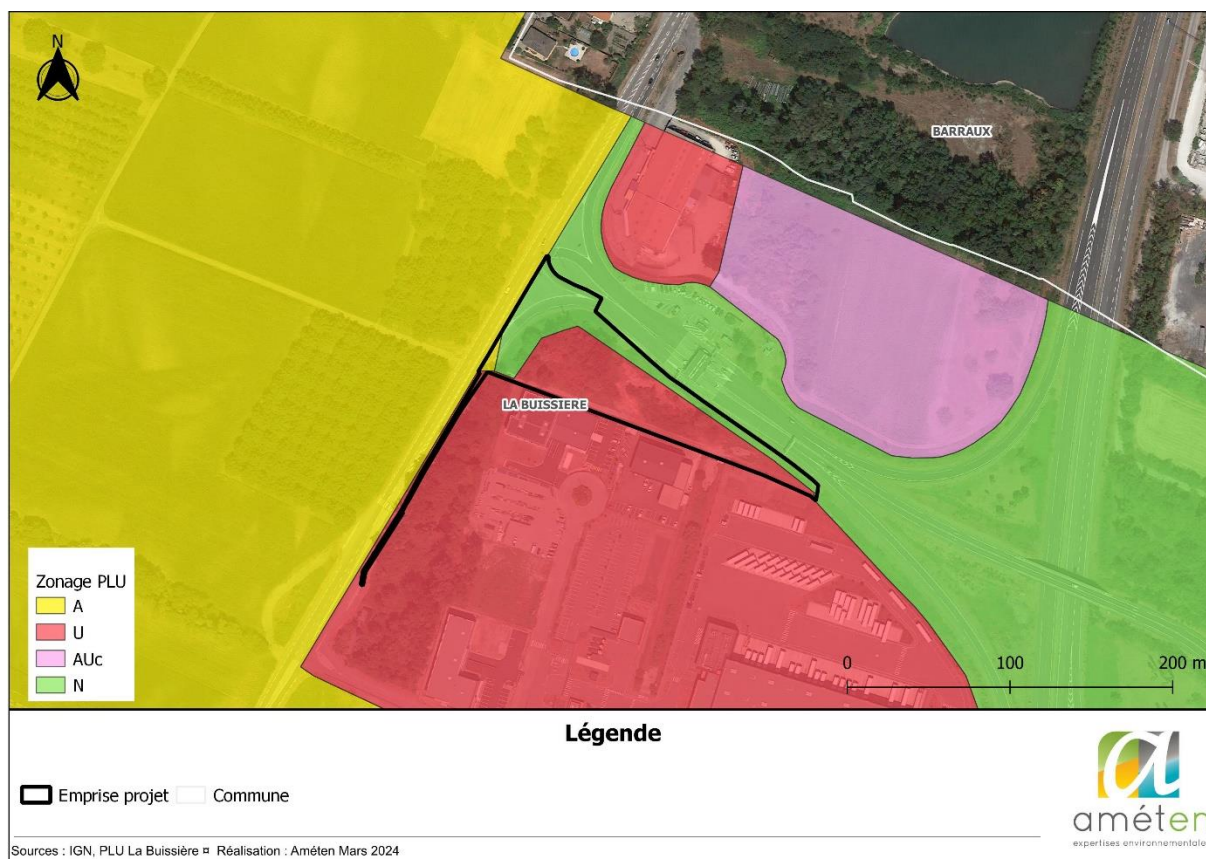 N
BARRAUX
LA BUISSIERE
Zonage PLU
A
U
AUc
N
0 100 200 m
Légende
Emprise projet Commune
améten
expertises environnementales
Sources : IGN, PLU La Buissière ¤ Réalisation : Améten Mars 2024